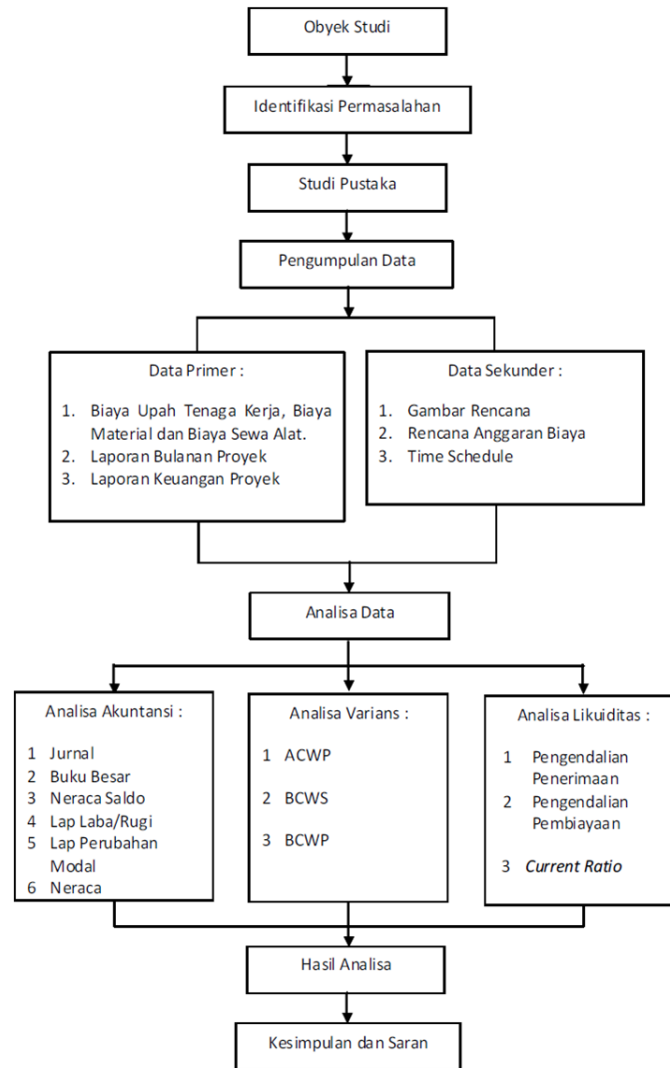 Obyek Studi
Identifikasi Permasalahan
Studi Pustaka
Pengumpulan Data
Data Primer :
1. Biaya Upah Tenaga Kerja, Biaya
Material dan Biaya Sewa Alat.
2. Laporan Bulanan Proyek
3. Laporan Keuangan Proyek
Data Sekunder :
1. Gambar Rencana
2. Rencana Anggaran Biaya
3. Time Schedule
Analisa Data
Analisa Akuntansi :
1 Jurnal
2 Buku Besar
3 Neraca Saldo
4 Lap Laba/Rugi
5 Lap Perubahan
Modal
6 Neraca
Analisa Varians :
1 ACWP
2 BCWS
3 BCWP
Analisa Likuiditas :
1 Pengendalian
Penerimaan
2 Pengendalian
Pembiayaan
3 Current Ratio
Hasil Analisa
Kesimpulan dan Saran